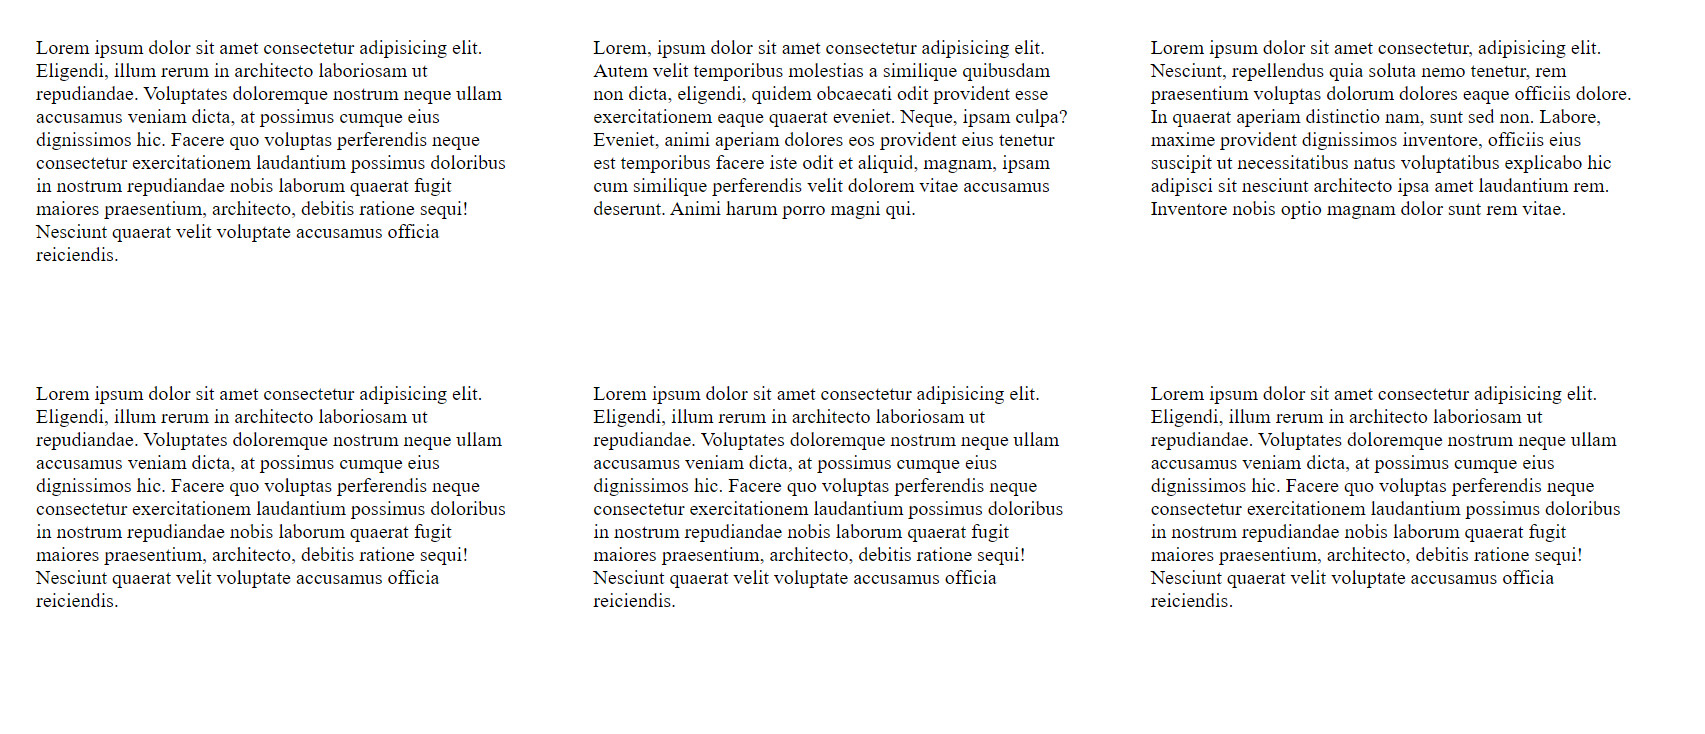 Lorem ipsum dolor sit amet consectetur adipisicing elit.
Eligendi, illum rerum in architecto laboriosam ut
repudiandae. Voluptates doloremque nostrum neque ullam
accusamus veniam dicta, at possimus cumque eius
dignissimos hic. Facere quo voluptas perferendis neque
consectetur exercitationem laudantium possimus doloribus
in nostrum repudiandae nobis laborum quaerat fugit
maiores praesentium, architecto, debitis ratione sequi!
Nesciunt quaerat velit voluptate accusamus officia
reiciendis.
Lorem, ipsum dolor sit amet consectetur adipisicing elit.
Autem velit temporibus molestias a similique quibusdam
non dicta, eligendi, quidem obcaecati odit provident esse
exercitationem eaque quaerat eveniet. Neque, ipsam culpa?
Eveniet, animi aperiam dolores eos provident eius tenetur
est temporibus facere iste odit et aliquid, magnam, ipsam
cum similique perferendis velit dolorem vitae accusamus
deserunt. Animi harum porro magni qui.
Lorem ipsum dolor sit amet consectetur, adipisicing elit.
Nesciunt, repellendus quia soluta nemo tenetur, rem
praesentium voluptas dolorum dolores eaque officiis dolore.
In quaerat aperiam distinctio nam, sunt sed non. Labore,
maxime provident dignissimos inventore, officiis eius
suscipit ut necessitatibus natus voluptatibus explicabo hic
adipisci sit nesciunt architecto ipsa amet laudantium rem.
Inventore nobis optio magnam dolor sunt rem vitae.
Lorem ipsum dolor sit amet consectetur adipisicing elit.
Eligendi, illum rerum in architecto laboriosam ut
repudiandae. Voluptates doloremque nostrum neque ullam
accusamus veniam dicta, at possimus cumque eius
dignissimos hic. Facere quo voluptas perferendis neque
consectetur exercitationem laudantium possimus doloribus
in nostrum repudiandae nobis laborum quaerat fugit
maiores praesentium, architecto, debitis ratione sequi!
Nesciunt quaerat velit voluptate accusamus officia
reiciendis.
Lorem ipsum dolor sit amet consectetur adipisicing elit.
Eligendi, illum rerum in architecto laboriosam ut
repudiandae. Voluptates doloremque nostrum neque ullam
accusamus veniam dicta, at possimus cumque eius
dignissimos hic. Facere quo voluptas perferendis neque
consectetur exercitationem laudantium possimus doloribus
in nostrum repudiandae nobis laborum quaerat fugit
maiores praesentium, architecto, debitis ratione sequi!
Nesciunt quaerat velit voluptate accusamus officia
reiciendis.
Lorem ipsum dolor sit amet consectetur adipisicing elit.
Eligendi, illum rerum in architecto laboriosam ut
repudiandae. Voluptates doloremque nostrum neque ullam
accusamus veniam dicta, at possimus cumque eius
dignissimos hic. Facere quo voluptas perferendis neque
consectetur exercitationem laudantium possimus doloribus
in nostrum repudiandae nobis laborum quaerat fugit
maiores praesentium, architecto, debitis ratione sequi!
Nesciunt quaerat velit voluptate accusamus officia
reiciendis.